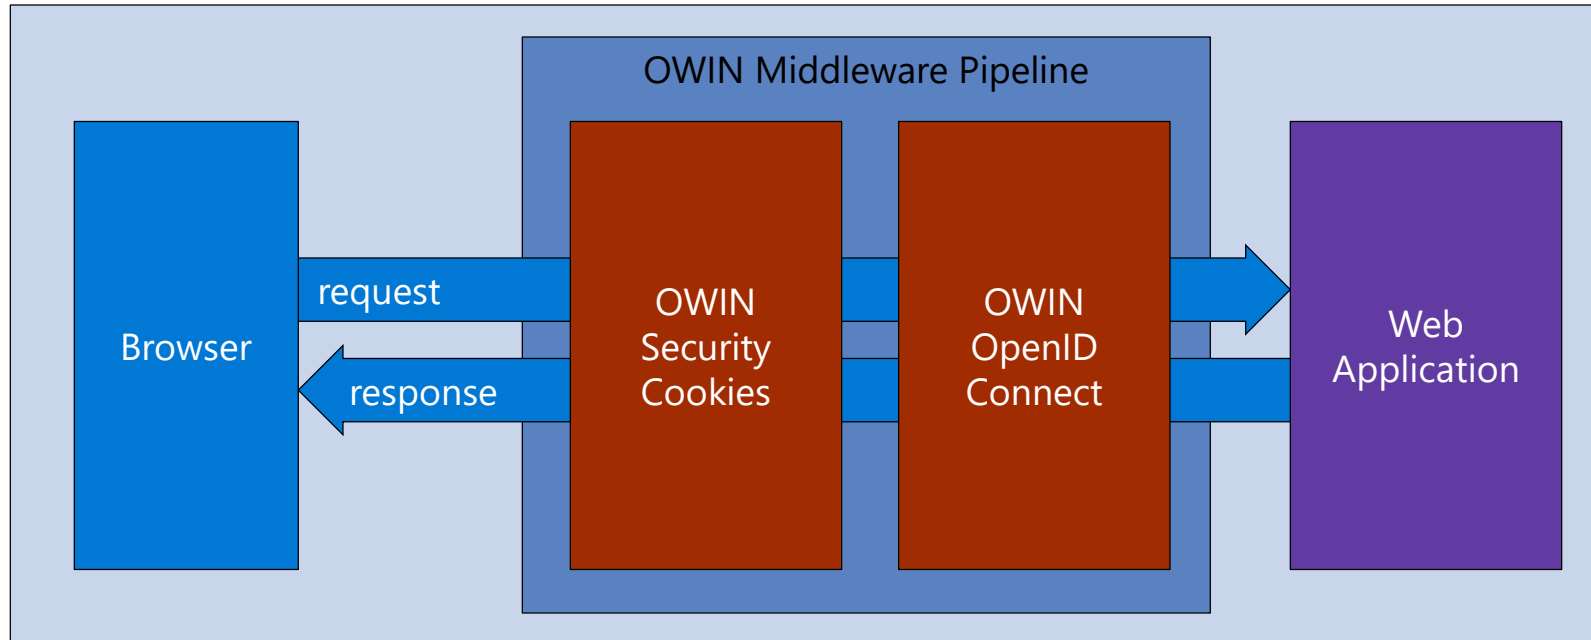 OWIN Middleware Pipeline
Browser
request
response
OWIN
Security
Cookies
OWIN
OpenID
Connect
Web
Application